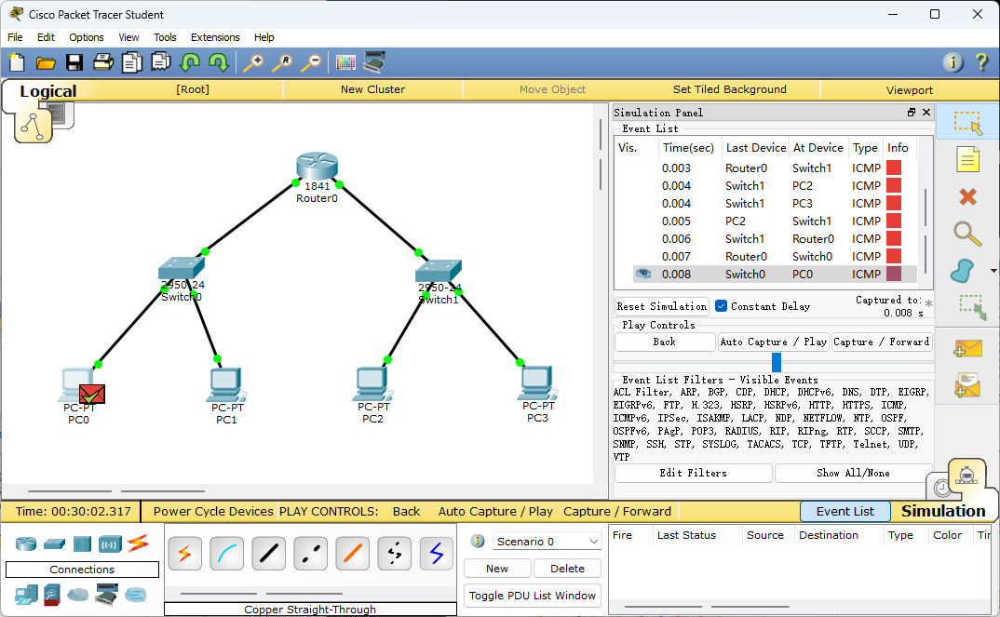 Cisco Packet Tracer Student
File Edit Options View Tools Extensions Help
Logical
[Root]
New Cluster
Move Object
Set Tiled Background
Viewport
1841
Router0
2950-24
Switch0
2950-24
Switch1
PC-PT
PC0
PC-PT
PC1
PC-PT
PC2
PC-PT
PC3
Simulation Panel
Event List
Vis. Time(sec) Last Device At Device Type Info
0.003 Router0 Switch1 ICMP
0.004 Switch1 PC2 ICMP
0.004 Switch1 PC3 ICMP
0.005 PC2 Switch1 ICMP
0.006 Switch1 Router0 ICMP
0.007 Router0 Switch0 ICMP
0.008 Switch0 PC0 ICMP
Reset Simulation Constant Delay
Captured to: *
0.008 s
Play Controls
Back Auto Capture / Play Capture / Forward
Event List Filters - Visible Events
ACL Filter, ARP, BGP, CDP, DHCP, DHCPv6, DNS, DTP, EIGRP,
EIGRPv6, FTP, H.323, HSRP, HSRPv6, HTTP, HTTPS, ICMP,
ICMPv6, IPSec, ISAKMP, LACP, NDP, NETFLOW, NTP, OSPF,
OSPFv6, PAgP, POP3, RADIUS, RIP, RIPng, RTP, SCCP, SMTP,
SNMP, SSH, STP, SYSLOG, TACACS, TCP, TFTP, Telnet, UDP,
VTP
Edit Filters Show All/None
Time: 00:30:02.317 Power Cycle Devices PLAY CONTROLS: Back Auto Capture / Play Capture / Forward Event List Simulation
Connections
Copper Straight-Through
Scenario 0
New Delete
Toggle PDU List Window
Fire Last Status Source Destination Type Color Tir